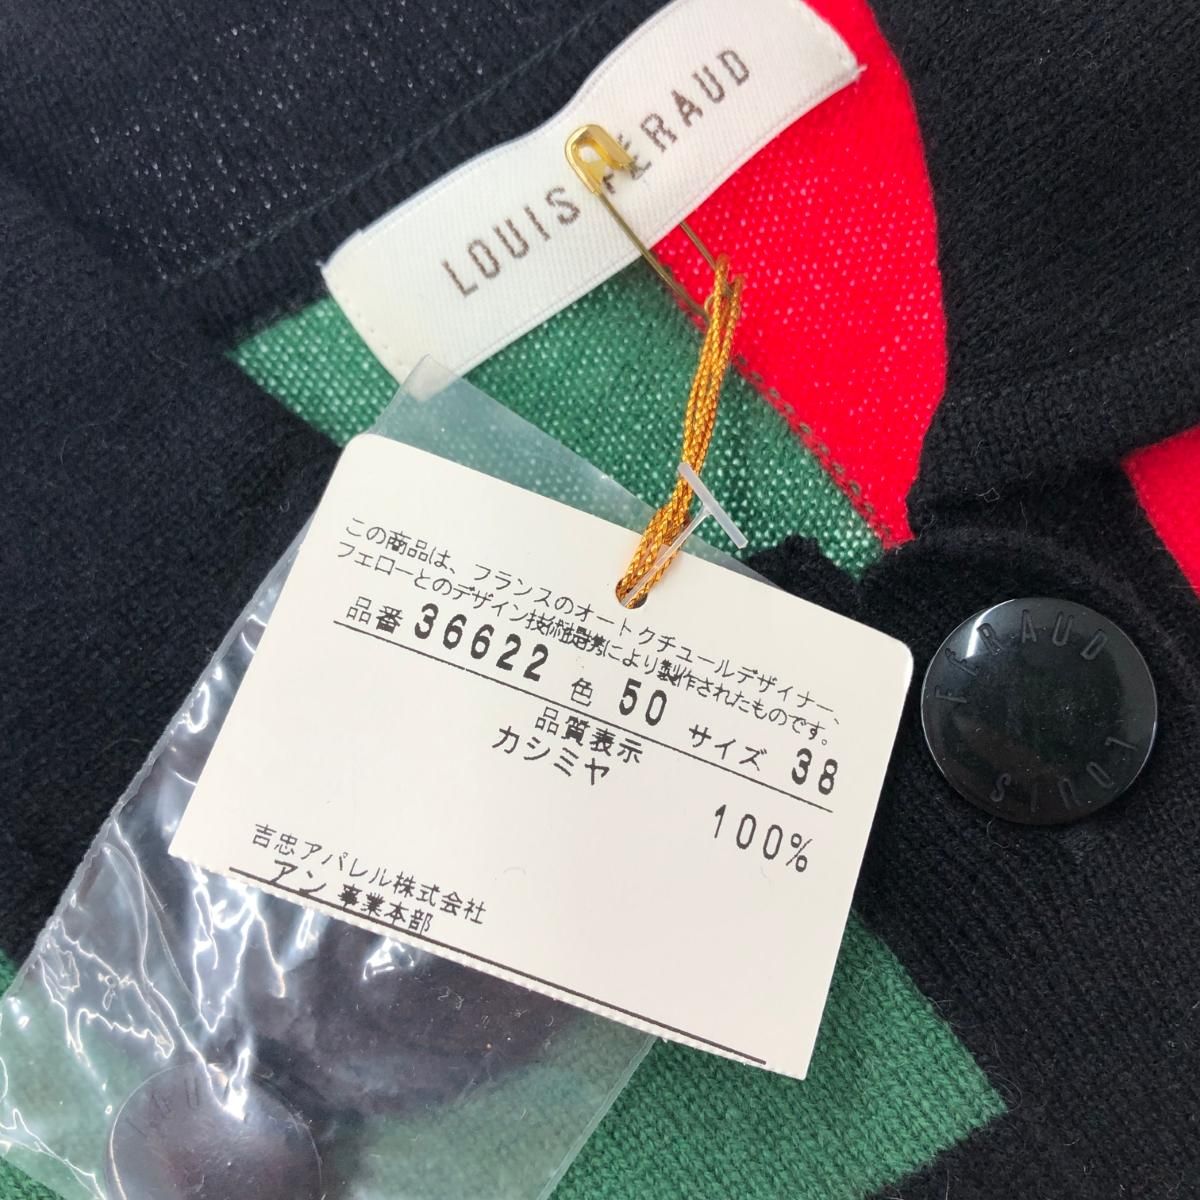 LOUIS FERAUD
この商品は、フランスのオートクチュールデザイナー、
フェローとのデザイン技術提携により製作されたものです。
品番 36622 色 50 サイズ 38
品質表示
カシミヤ
100%
吉忠アパレル株式会社
アン 事業本部
LOUIS FERAUD